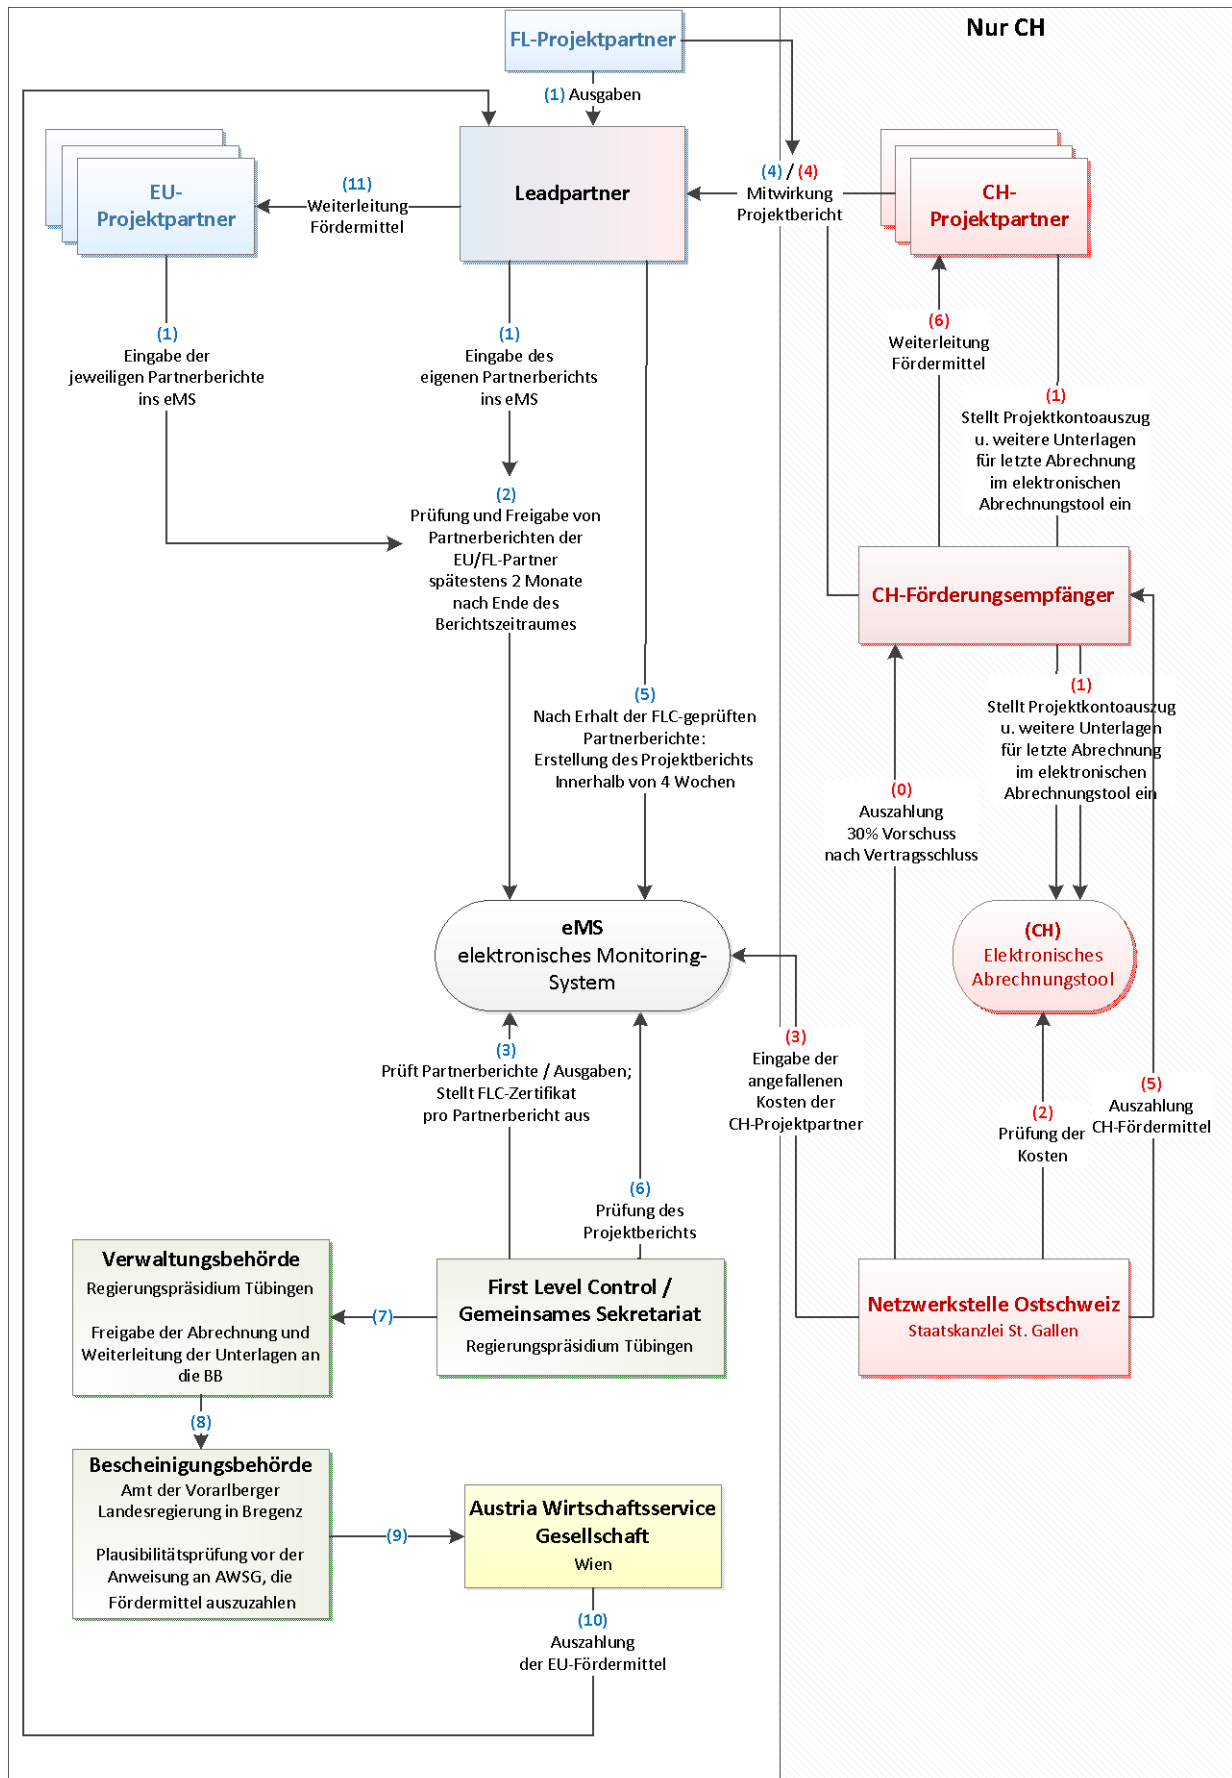 Nur CH
FL-Projektpartner
(1) Ausgaben
EU-
Projektpartner
(11)
Weiterleitung
Fördermittel
Leadpartner
(4) / (4)
Mitwirkung
Projektbericht
CH-
Projektpartner
(1)
Eingabe der
jeweiligen Partnerberichte
ins eMS
(1)
Eingabe des
eigenen Partnerberichts
ins eMS
(6)
Weiterleitung
Fördermittel
(1)
Stellt Projektkontoauszug
u. weitere Unterlagen
für letzte Abrechnung
im elektronischen
Abrechnungstool ein
(2)
Prüfung und Freigabe von
Partnerberichten der
EU/FL-Partner
spätestens 2 Monate
nach Ende des
Berichtszeitraumes
CH-Förderungsempfänger
(5)
Nach Erhalt der FLC-geprüften
Partnerberichte:
Erstellung des Projektberichts
Innerhalb von 4 Wochen
(1)
Stellt Projektkontoauszug
u. weitere Unterlagen
für letzte Abrechnung
im elektronischen
Abrechnungstool ein
(0)
Auszahlung
30% Vorschuss
nach Vertragsschluss
eMS
elektronisches Monitoring-
System
(CH)
Elektronisches
Abrechnungstool
(3)
Prüft Partnerberichte / Ausgaben;
Stellt FLC-Zertifikat
pro Partnerbericht aus
(3)
Eingabe der
angefallenen
Kosten der
CH-Projektpartner
(2)
Prüfung der
Kosten
(5)
Auszahlung
CH-Fördermittel
(6)
Prüfung des
Projektberichts
Verwaltungsbehörde
Regierungspräsidium Tübingen
Freigabe der Abrechnung und
Weiterleitung der Unterlagen an
die BB
(7)
First Level Control /
Gemeinsames Sekretariat
Regierungspräsidium Tübingen
Netzwerkstelle Ostschweiz
Staatskanzlei St. Gallen
(8)
Bescheinigungsbehörde
Amt der Vorarlberger
Landesregierung in Bregenz
Plausibilitätsprüfung vor der
Anweisung an AWSG, die
Fördermittel auszuzahlen
(9)
Austria Wirtschaftsservice
Gesellschaft
Wien
(10)
Auszahlung
der EU-Fördermittel